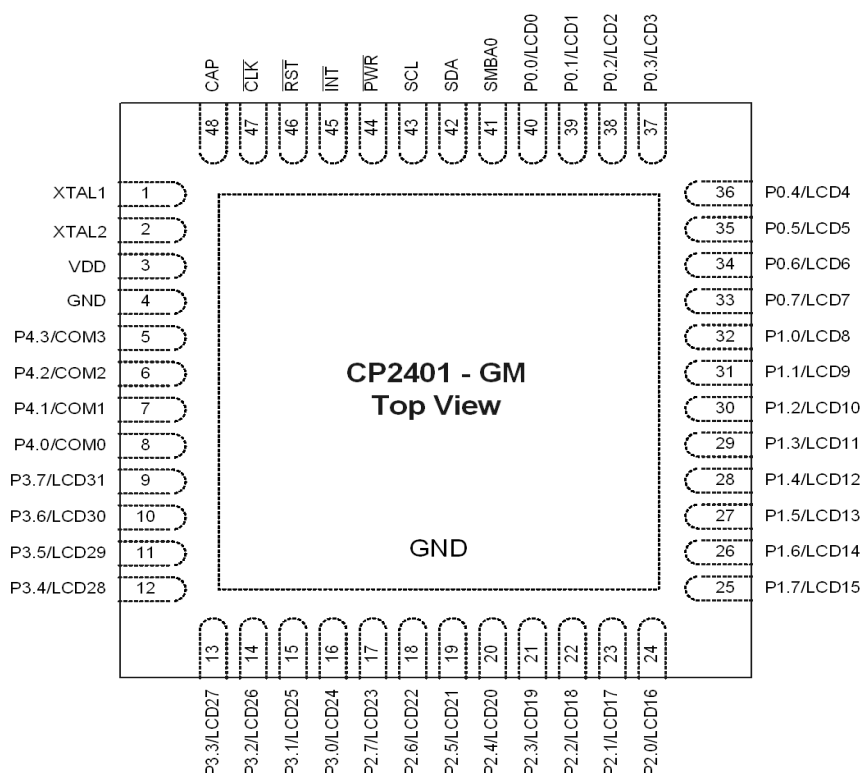 CAP
CLK
RST
INT
PWR
SCL
SDA
SMBA0
P0.0/LCD0
P0.1/LCD1
P0.2/LCD2
P0.3/LCD3
48
47
46
45
44
43
42
41
40
39
38
37
XTAL1 1
XTAL2 2
VDD 3
GND 4
P4.3/COM3 5
P4.2/COM2 6
P4.1/COM1 7
P4.0/COM0 8
P3.7/LCD31 9
P3.6/LCD30 10
P3.5/LCD29 11
P3.4/LCD28 12
CP2401 - GM
Top View
GND
36 P0.4/LCD4
35 P0.5/LCD5
34 P0.6/LCD6
33 P0.7/LCD7
32 P1.0/LCD8
31 P1.1/LCD9
30 P1.2/LCD10
29 P1.3/LCD11
28 P1.4/LCD12
27 P1.5/LCD13
26 P1.6/LCD14
25 P1.7/LCD15
13
14
15
16
17
18
19
20
21
22
23
24
P3.3/LCD27
P3.2/LCD26
P3.1/LCD25
P3.0/LCD24
P2.7/LCD23
P2.6/LCD22
P2.5/LCD21
P2.4/LCD20
P2.3/LCD19
P2.2/LCD18
P2.1/LCD17
P2.0/LCD16